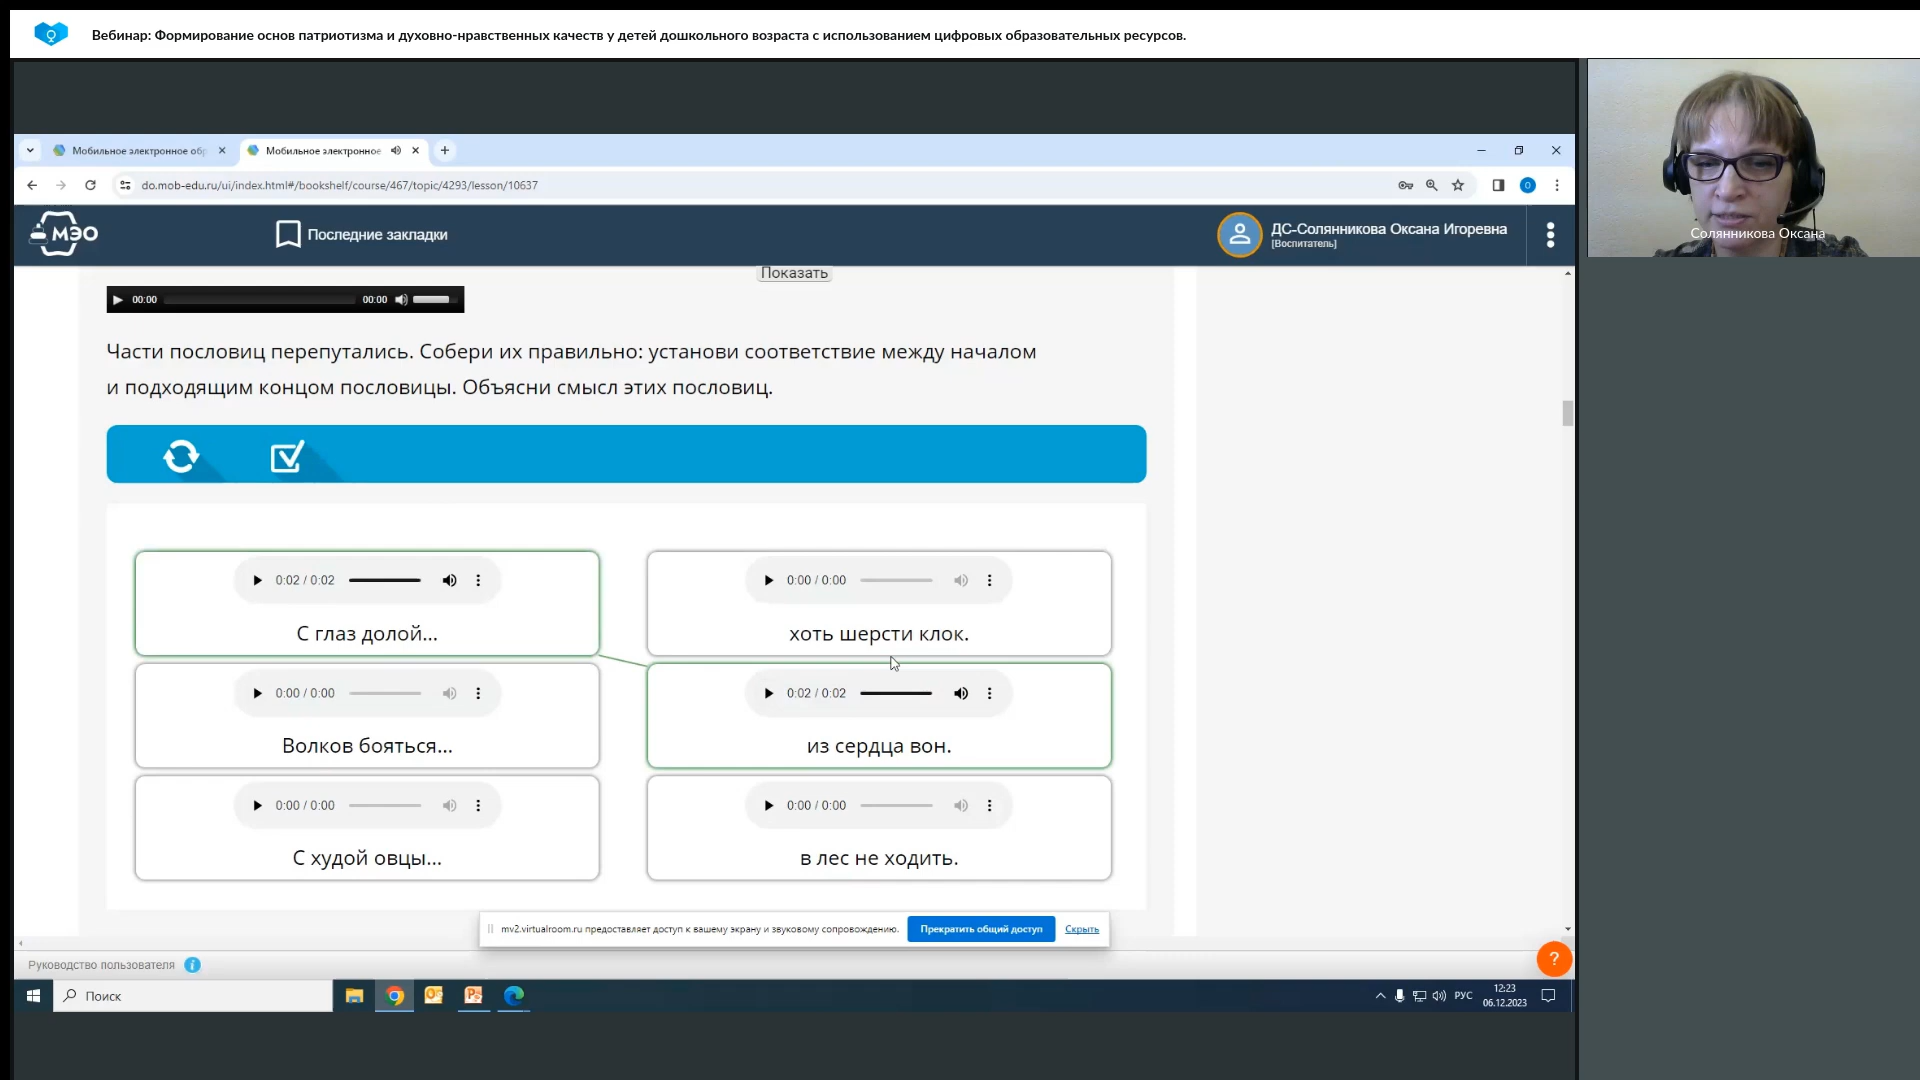 Вебинар: Формирование основ патриотизма и духовно-нравственных качеств у детей дошкольного возраста с использованием цифровых образовательных ресурсов.
Мобильное электронное обр
Мобильное электронное
do.mob-edu.ru/ui/index.html#/bookshelf/course/467/topic/4293/lesson/10637
О
МЭО
Последние закладки
ДС-Солянникова Оксана Игоревна
[Воспитатель]
Солянникова Оксана
Показать
00:00 00:00
Части пословиц перепутались. Собери их правильно: установи соответствие между началом
и подходящим концом пословицы. Объясни смысл этих пословиц.
0:02 / 0:02
С глаз долой...
0:00 / 0:00
хоть шерсти клок.
0:00 / 0:00
Волков бояться...
0:02 / 0:02
из сердца вон.
0:00 / 0:00
С худой овцы...
0:00 / 0:00
в лес не ходить.
mv2.virtualroom.ru предоставляет доступ к вашему экрану и звуковому сопровождению.
Прекратить общий доступ
Скрыть
Руководство пользователя
i
?
Поиск
РУС
12:23
06.12.2023